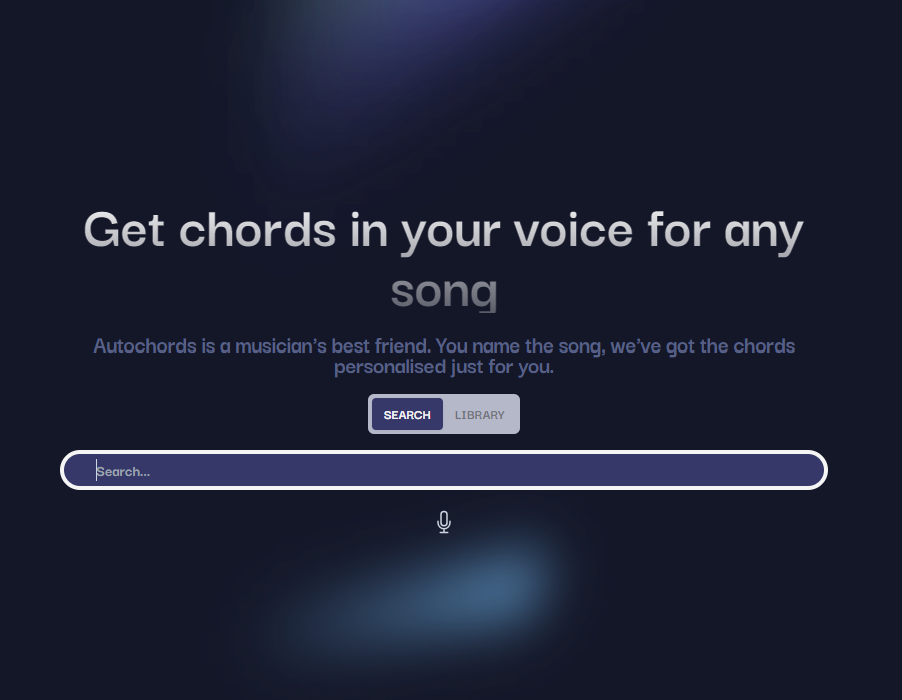 Get chords in your voice for any
song
Autochords is a musician's best friend. You name the song, we've got the chords
personalised just for you.
SEARCH LIBRARY
Search...